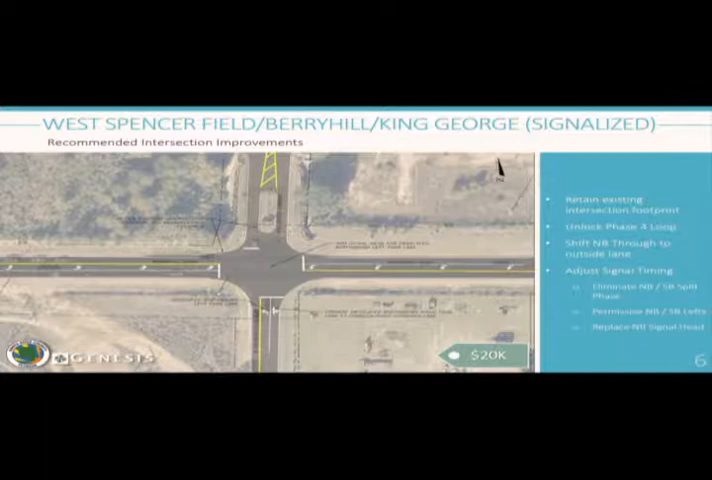 WEST SPENCER FIELD/BERRYHILL/KING GEORGE (SIGNALIZED)
Recommended Intersection Improvements
N
• Retain existing
intersection footprint
• Unlock Phase 4 Loop
• Shift NB Through to
outside lane
• Adjust Signal Timing
Eliminate NB / SB Split
Phase
Permissive NB / SB Lefts
Replace NB Signal Head
GENESIS
$20K
6